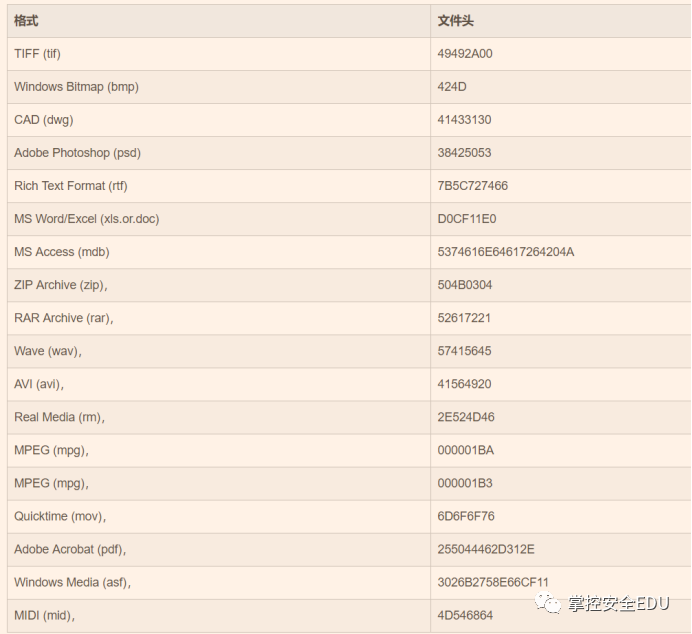 格式 文件头
TIFF (tif) 49492A00
Windows Bitmap (bmp) 424D
CAD (dwg) 41433130
Adobe Photoshop (psd) 38425053
Rich Text Format (rtf) 7B5C727466
MS Word/Excel (xls.or.doc) D0CF11E0
MS Access (mdb) 5374616E64617264204A
ZIP Archive (zip)， 504B0304
RAR Archive (rar)， 52617221
Wave (wav)， 57415645
AVI (avi)， 41564920
Real Media (rm)， 2E524D46
MPEG (mpg)， 000001BA
MPEG (mpg)， 000001B3
Quicktime (mov)， 6D6F6F76
Adobe Acrobat (pdf)， 255044462D312E
Windows Media (asf)， 3026B2758E66CF11
MIDI (mid)， 4D546864
掌控安全EDU